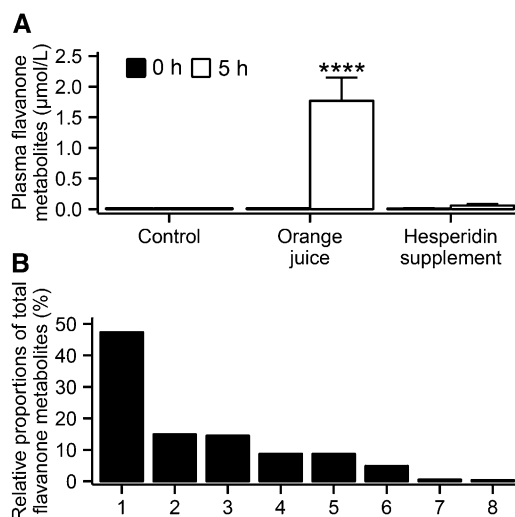 A
Plasma flavanone
metabolites (µmol/L)
2.5
2.0
1.5
1.0
0.5
0.0
0 h
5 h
****
Control
Orange
juice
Hesperidin
supplement
B
Relative proportions of total
flavanone metabolites (%)
50
40
30
20
10
0
1 2 3 4 5 6 7 8